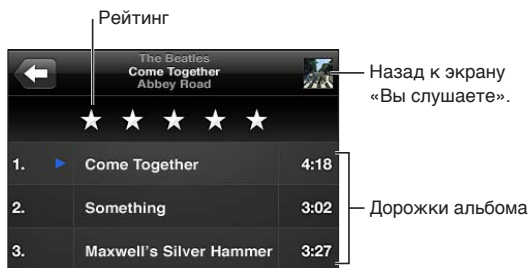 Рейтинг
The Beatles
Come Together
Abbey Road
Назад к экрану
«Вы слушаете».
1. Come Together 4:18
2. Something 3:02
3. Maxwell's Silver Hammer 3:27
Дорожки альбома